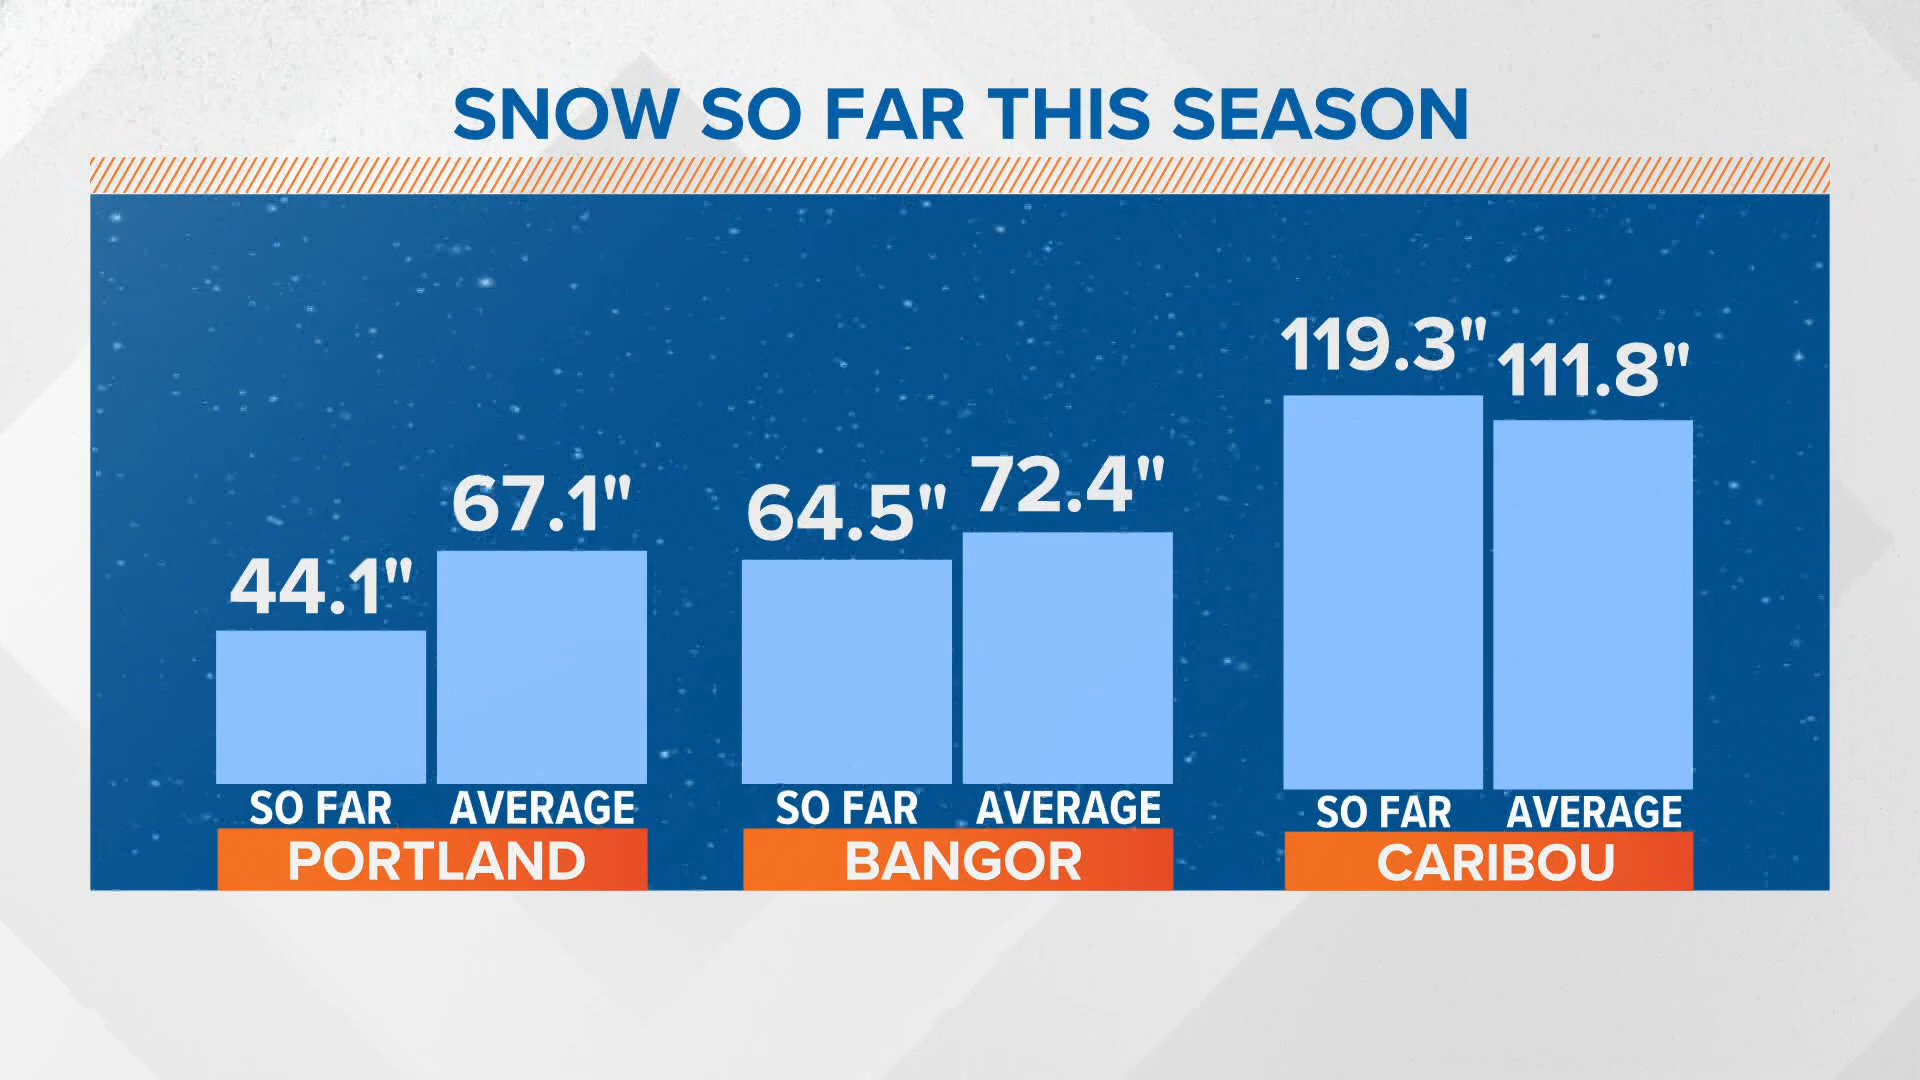 SNOW SO FAR THIS SEASON
44.1" 67.1" 64.5" 72.4" 119.3" 111.8"
SO FAR AVERAGE SO FAR AVERAGE SO FAR AVERAGE
PORTLAND BANGOR CARIBOU